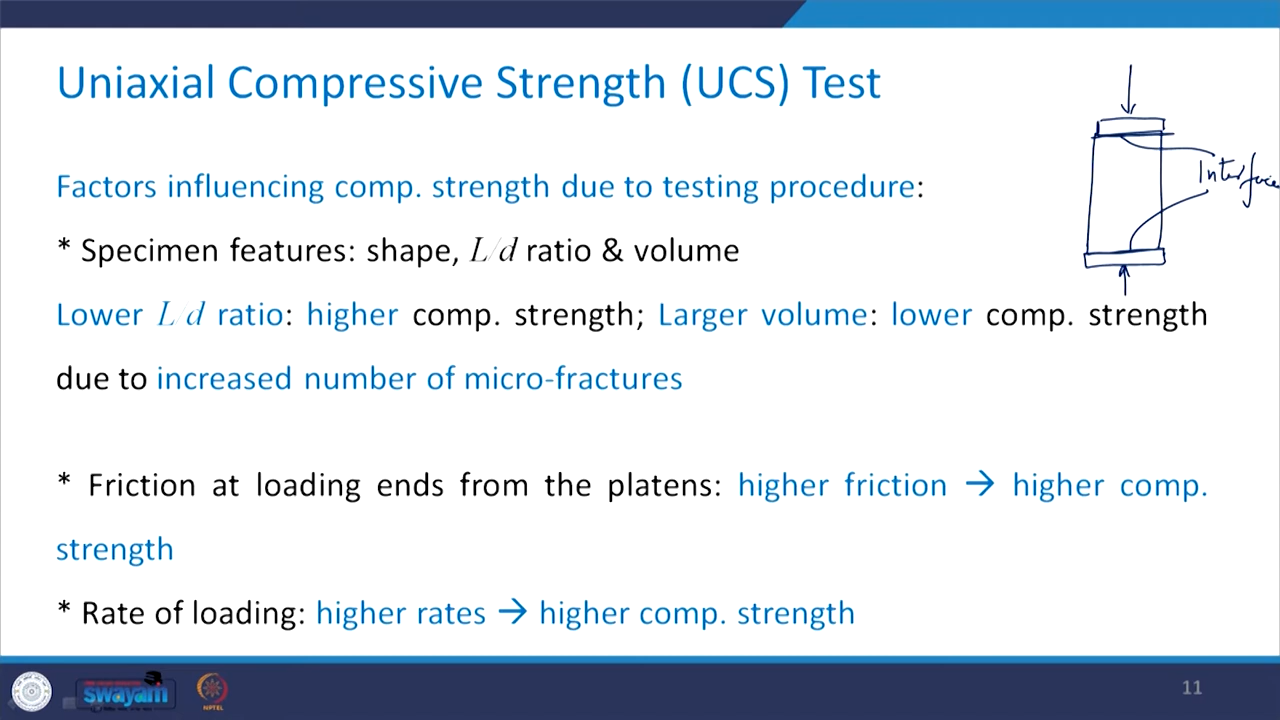 Uniaxial Compressive Strength (UCS) Test
Factors influencing comp. strength due to testing procedure:
Interface
* Specimen features: shape, L/d ratio & volume
Lower L/d ratio: higher comp. strength; Larger volume: lower comp. strength
due to increased number of micro-fractures
* Friction at loading ends from the platens: higher friction → higher comp.
strength
* Rate of loading: higher rates → higher comp. strength
swayam
NPTEL
11